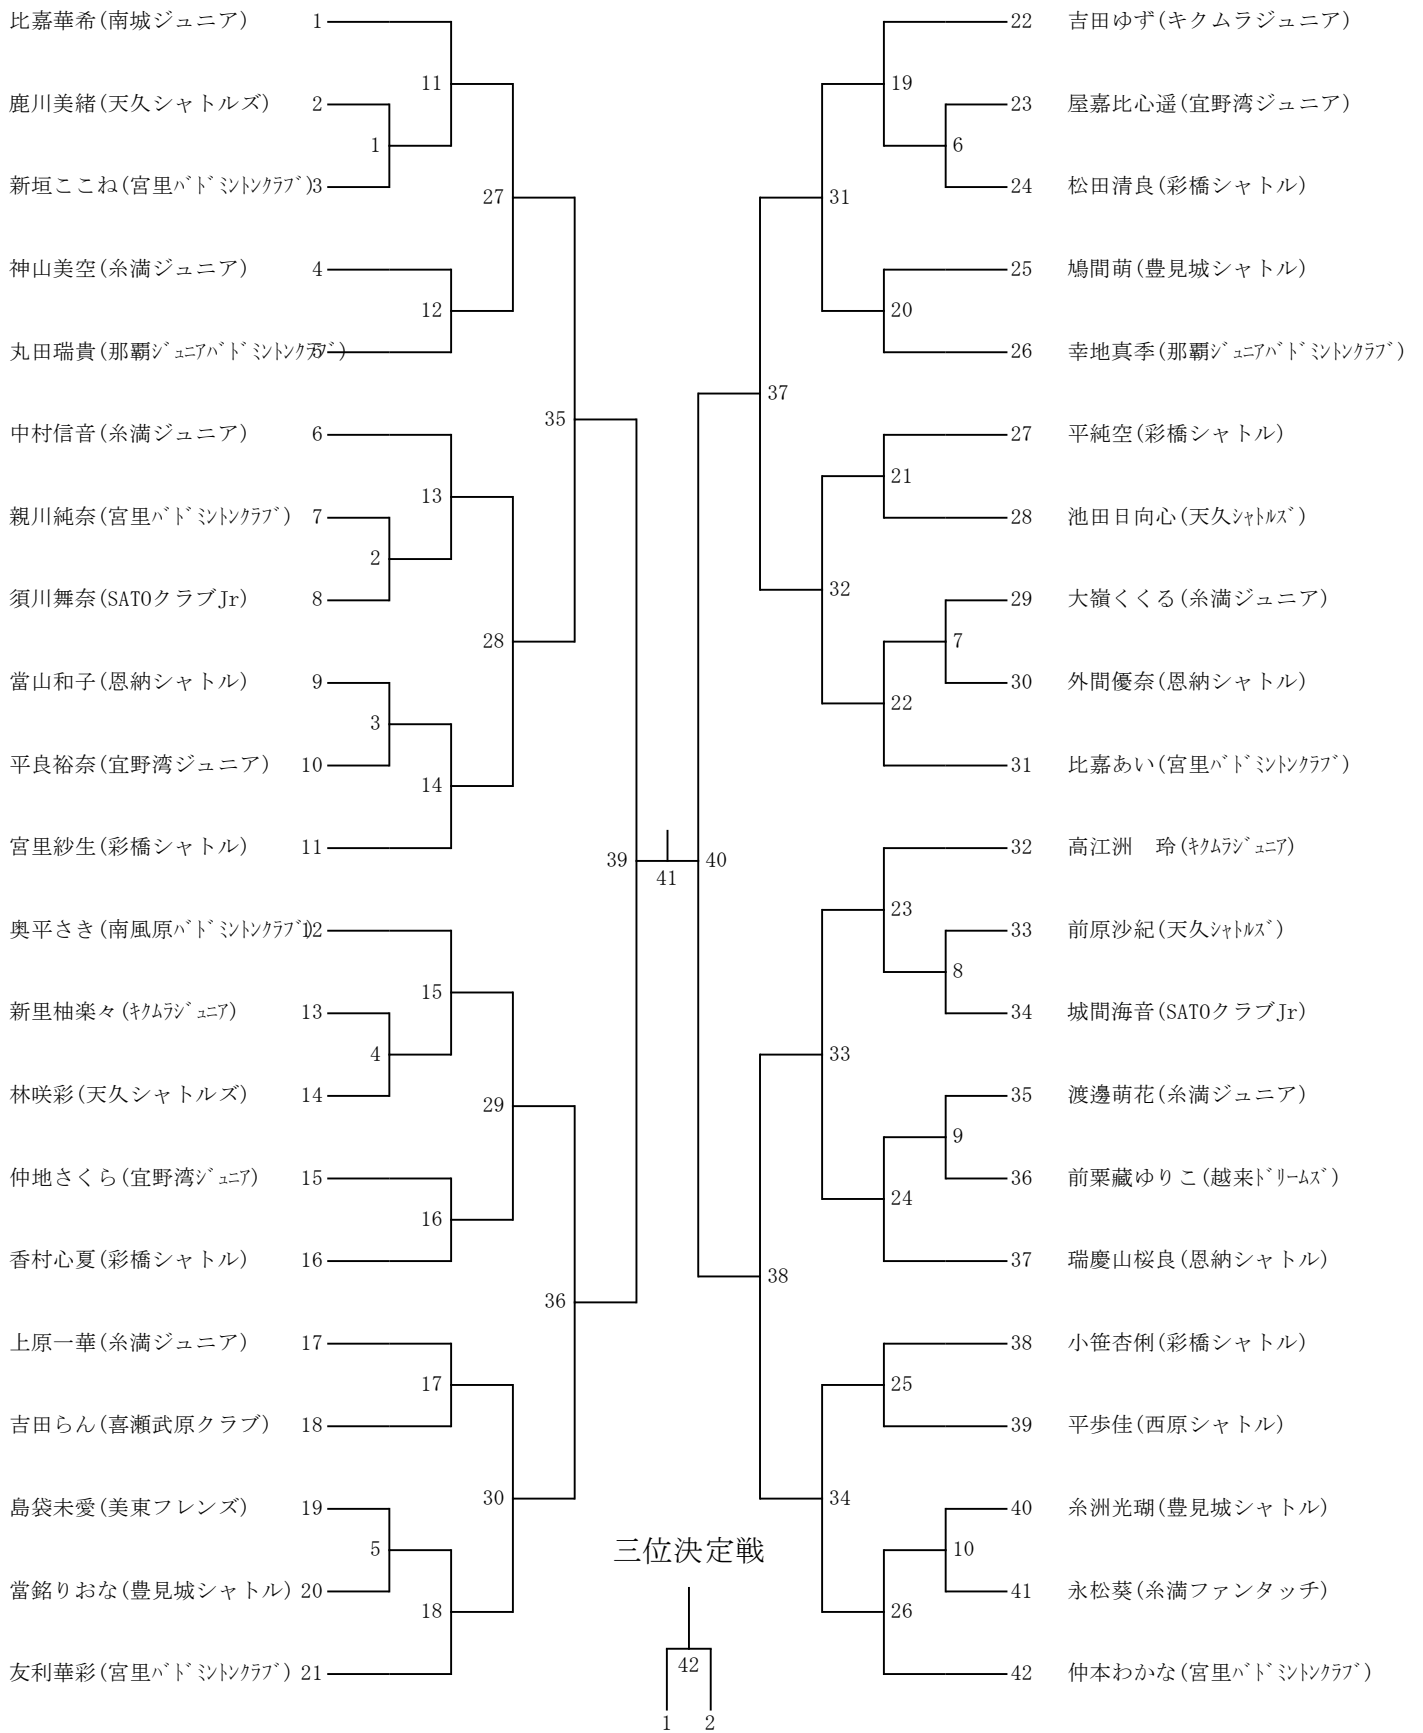 比嘉華希(南城ジュニア) 1
鹿川美緒(天久シャトルズ) 2
新垣ここね(宮里ﾊﾞﾄﾞﾐﾝﾄﾝｸﾗﾌﾞ) 3
神山美空(糸満ジュニア) 4
丸田瑞貴(那覇ｼﾞｭﾆｱﾊﾞﾄﾞﾐﾝﾄﾝｸﾗﾌﾞ) 5
中村信音(糸満ジュニア) 6
親川純奈(宮里ﾊﾞﾄﾞﾐﾝﾄﾝｸﾗﾌﾞ) 7
須川舞奈(SATOクラブJr) 8
當山和子(恩納シャトル) 9
平良裕奈(宜野湾ジュニア) 10
宮里紗生(彩橋シャトル) 11
奥平さき(南風原ﾊﾞﾄﾞﾐﾝﾄﾝｸﾗﾌﾞ) 12
新里柚楽々(ｷｸﾑﾗｼﾞｭﾆｱ) 13
林咲彩(天久シャトルズ) 14
仲地さくら(宜野湾ｼﾞｭﾆｱ) 15
香村心夏(彩橋シャトル) 16
上原一華(糸満ジュニア) 17
吉田らん(喜瀬武原クラブ) 18
島袋未愛(美東フレンズ) 19
當銘りおな(豊見城シャトル) 20
友利華彩(宮里ﾊﾞﾄﾞﾐﾝﾄﾝｸﾗﾌﾞ) 21
1
2
3
4
5
11
12
13
14
15
16
17
18
27
28
29
30
35
36
39
41
40
37
38
31
32
33
34
19
20
21
22
23
24
25
26
6
7
8
9
10
22 吉田ゆず(キクムラジュニア)
23 屋嘉比心遥(宜野湾ジュニア)
24 松田清良(彩橋シャトル)
25 鳩間萌(豊見城シャトル)
26 幸地真季(那覇ｼﾞｭﾆｱﾊﾞﾄﾞﾐﾝﾄﾝｸﾗﾌﾞ)
27 平純空(彩橋シャトル)
28 池田日向心(天久ｼｬﾄﾙｽﾞ)
29 大嶺くくる(糸満ジュニア)
30 外間優奈(恩納シャトル)
31 比嘉あい(宮里ﾊﾞﾄﾞﾐﾝﾄﾝｸﾗﾌﾞ)
32 高江洲　玲(ｷｸﾑﾗｼﾞｭﾆｱ)
33 前原沙紀(天久ｼｬﾄﾙｽﾞ)
34 城間海音(SATOクラブJr)
35 渡邊萌花(糸満ジュニア)
36 前粟藏ゆりこ(越来ﾄﾞﾘｰﾑｽﾞ)
37 瑞慶山桜良(恩納シャトル)
38 小笹杏俐(彩橋シャトル)
39 平歩佳(西原シャトル)
40 糸洲光瑚(豊見城シャトル)
41 永松葵(糸満ファンタッチ)
42 仲本わかな(宮里ﾊﾞﾄﾞﾐﾝﾄﾝｸﾗﾌﾞ)
三位決定戦
42
1 2